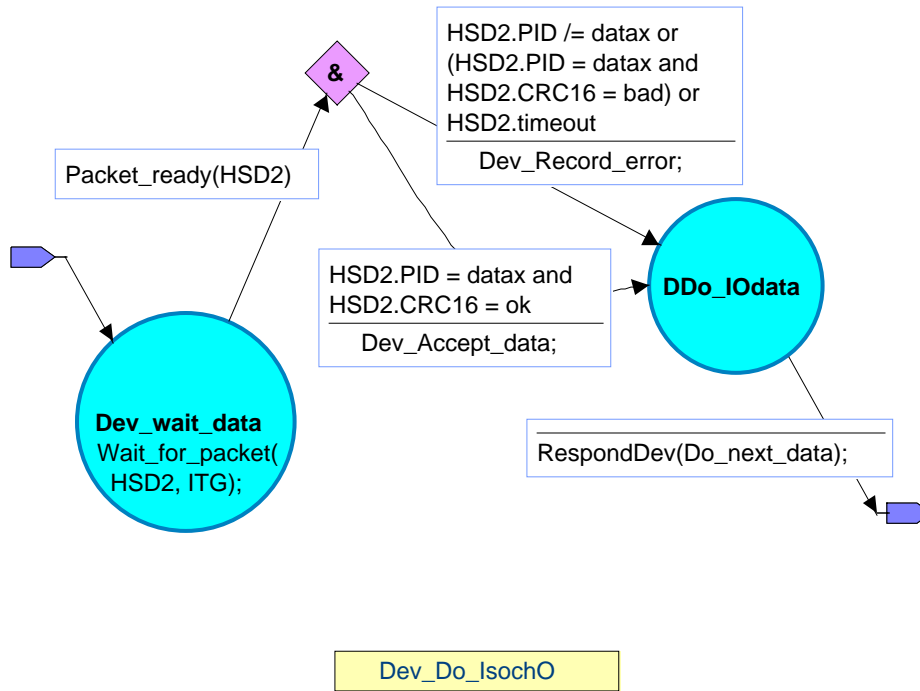 &
HSD2.PID /= datax or
(HSD2.PID = datax and
HSD2.CRC16 = bad) or
HSD2.timeout
Dev_Record_error;
Packet_ready(HSD2)
HSD2.PID = datax and
HSD2.CRC16 = ok
Dev_Accept_data;
DDo_IOdata
Dev_wait_data
Wait_for_packet(
HSD2, ITG);
RespondDev(Do_next_data);
Dev_Do_IsochO